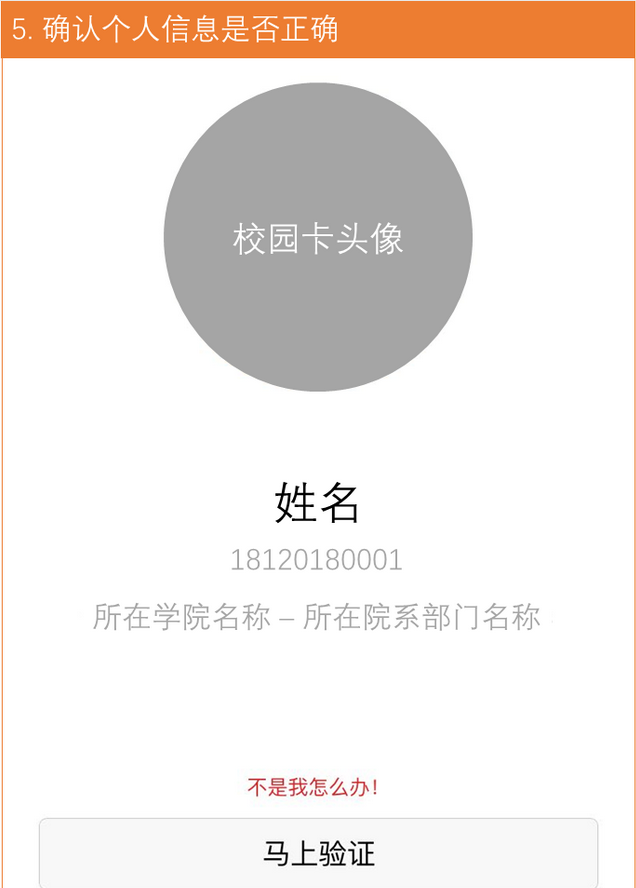 5. 确认个人信息是否正确
校园卡头像
姓名
18120180001
所在学院名称 – 所在院系部门名称
不是我怎么办!
马上验证